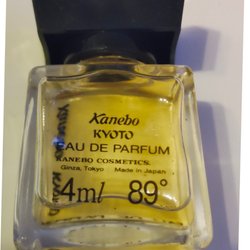 Kanebo
KYOTO
EAU DE PARFUM
KANEBO COSMETICS.
Ginza, Tokyo Made in Japan
4ml 89°